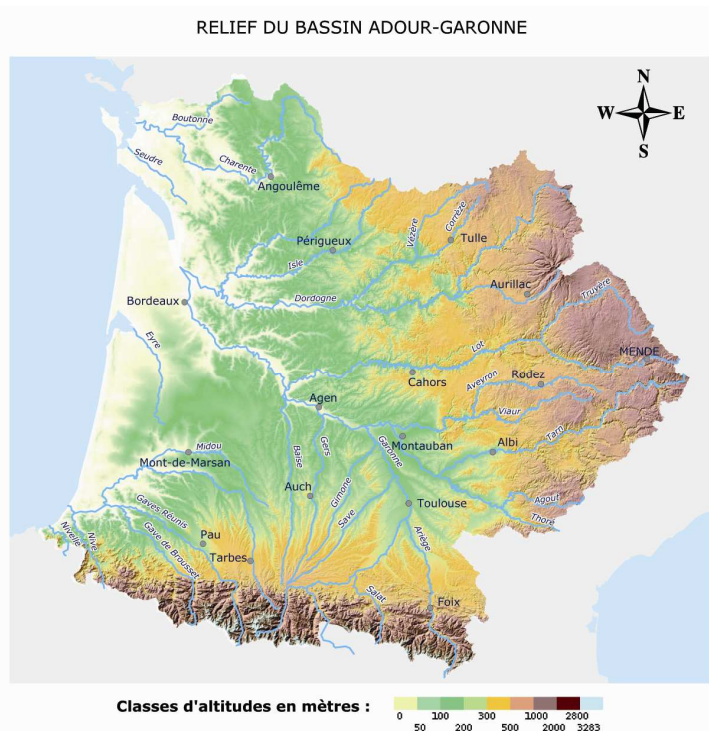 RELIEF DU BASSIN ADOUR-GARONNE
N
W E
S
Boutonne
Seudre
Charente
Angoulême
Périgueux
Isle
Vézère
Corrèze
Tulle
Dordogne
Aurillac
Bordeaux
Truyère
Eyre
Lot
MENDE
Cahors
Aveyron
Rodez
Agen
Viaur
Midou
Mont-de-Marsan
Baïse
Gers
Garonne
Montauban
Albi
Tarn
Auch
Gimone
Save
Toulouse
Agout
Thore
Gaves Réunis
Nivelle
Nive
Gave de Brousset
Pau
Tarbes
Ariège
Salat
Foix
Classes d'altitudes en mètres :
0 100 300 1000 2800
50 200 500 2000 3283